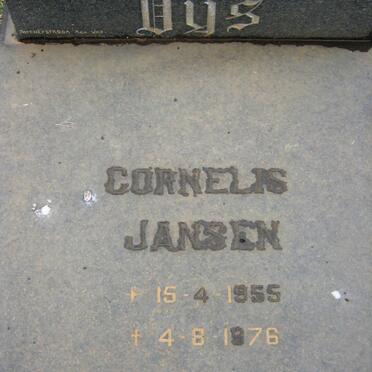 Uys
CORNELIS
JANSEN
15-4-1955
† 4-8-1976